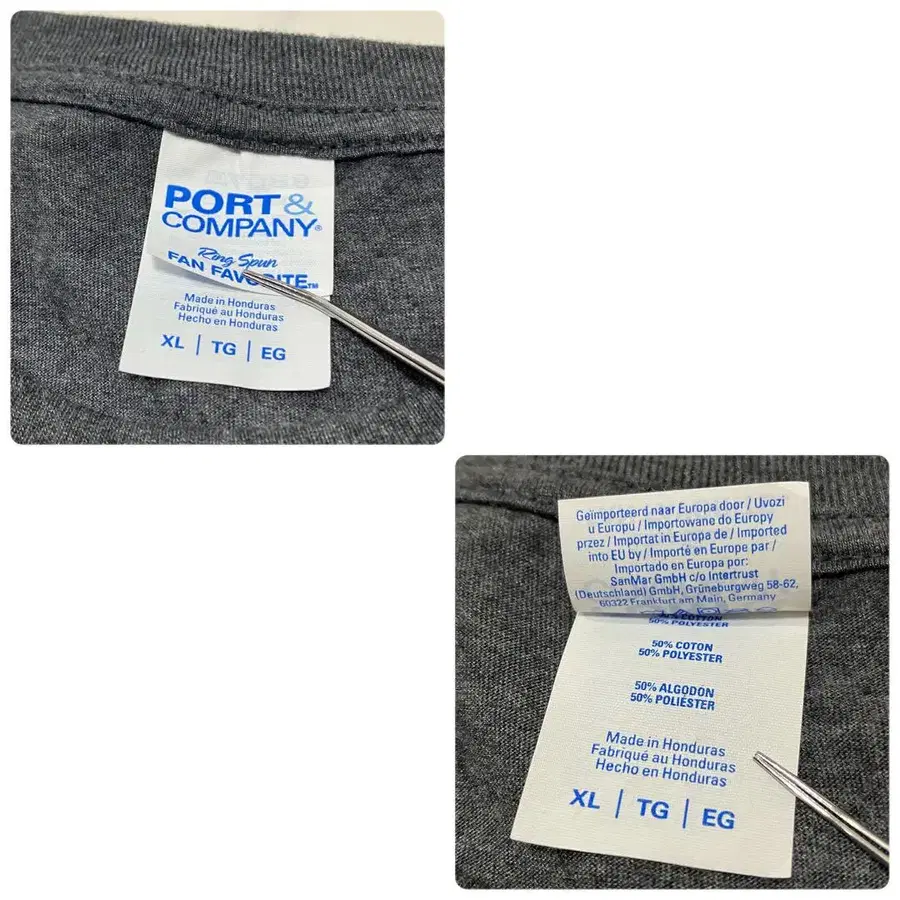 PORT &
COMPANY®
Ring Spun
FAN FAVORITE™
Made in Honduras
Fabriqué au Honduras
Hecho en Honduras
XL | TG | EG
Geïmporteerd naar Europa door / Uvozi
u Europu / Importowane do Europy
przez / Importat in Europa de / Imported
into EU by / Importé en Europe par /
Importado en Europa por:
SanMar GmbH c/o Intertrust
(Deutschland) GmbH, Grüneburgweg 58-62,
60322 Frankfurt am Main, Germany
COTTON
50% POLYESTER
50% COTON
50% POLYESTER
50% ALGODÓN
50% POLIÉSTER
Made in Honduras
Fabriqué au Honduras
Hecho en Honduras
XL | TG | EG